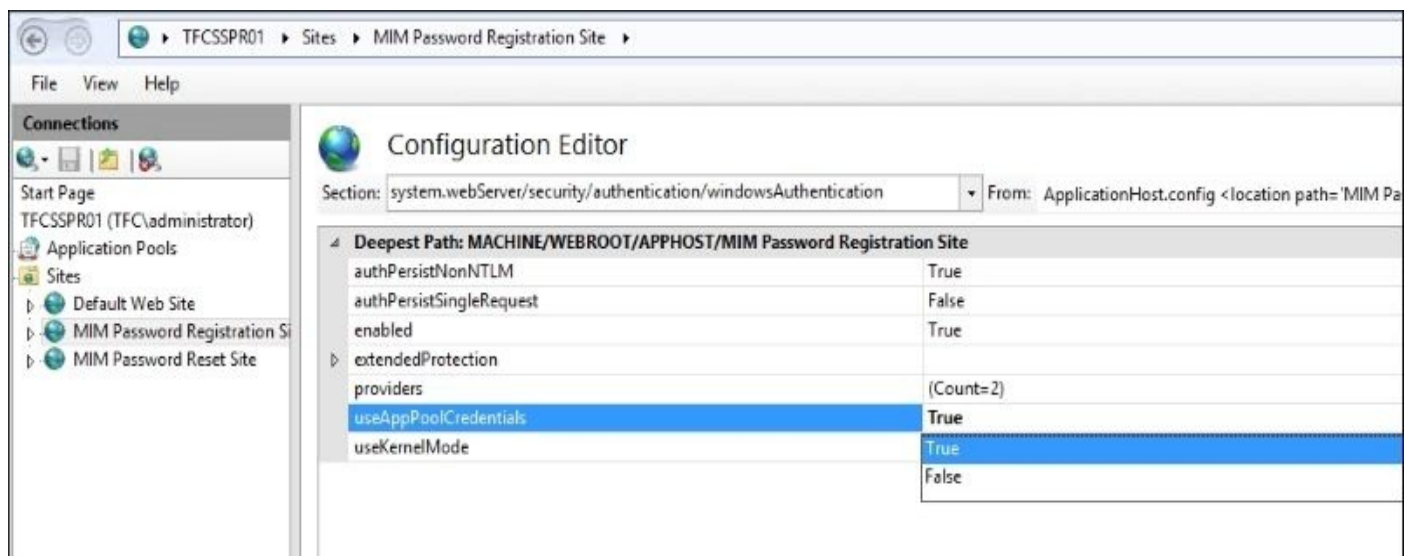 TFCSSPR01 ▸ Sites ▸ MIM Password Registration Site ▸
File View Help
Connections
Start Page
TFCSSPR01 (TFC\administrator)
Application Pools
Sites
Default Web Site
MIM Password Registration Si
MIM Password Reset Site
Configuration Editor
Section: system.webServer/security/authentication/windowsAuthentication From: ApplicationHost.config <location path='MIM Pa
Deepest Path: MACHINE/WEBROOT/APPHOST/MIM Password Registration Site
authPersistNonNTLM True
authPersistSingleRequest False
enabled True
extendedProtection
providers (Count=2)
useAppPoolCredentials True
useKernelMode True
False